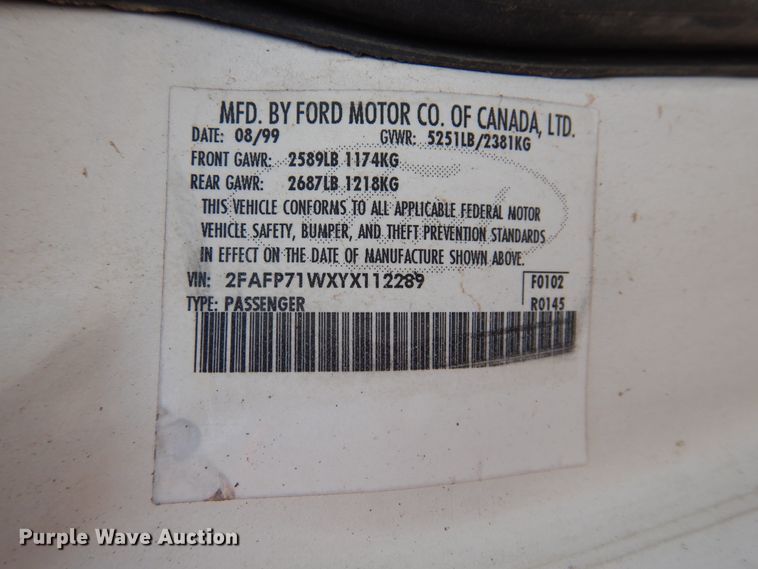 MFD. BY FORD MOTOR CO. OF CANADA, LTD.
DATE: 08/99 GVWR: 5251LB/2381KG
FRONT GAWR: 2589LB 1174KG
REAR GAWR: 2687LB 1218KG
THIS VEHICLE CONFORMS TO ALL APPLICABLE FEDERAL MOTOR
VEHICLE SAFETY, BUMPER, AND THEFT PREVENTION STANDARDS
IN EFFECT ON THE DATE OF MANUFACTURE SHOWN ABOVE.
VIN: 2FAFP71WXYX112289 F0102
TYPE: PASSENGER R0145
Purple Wave Auction